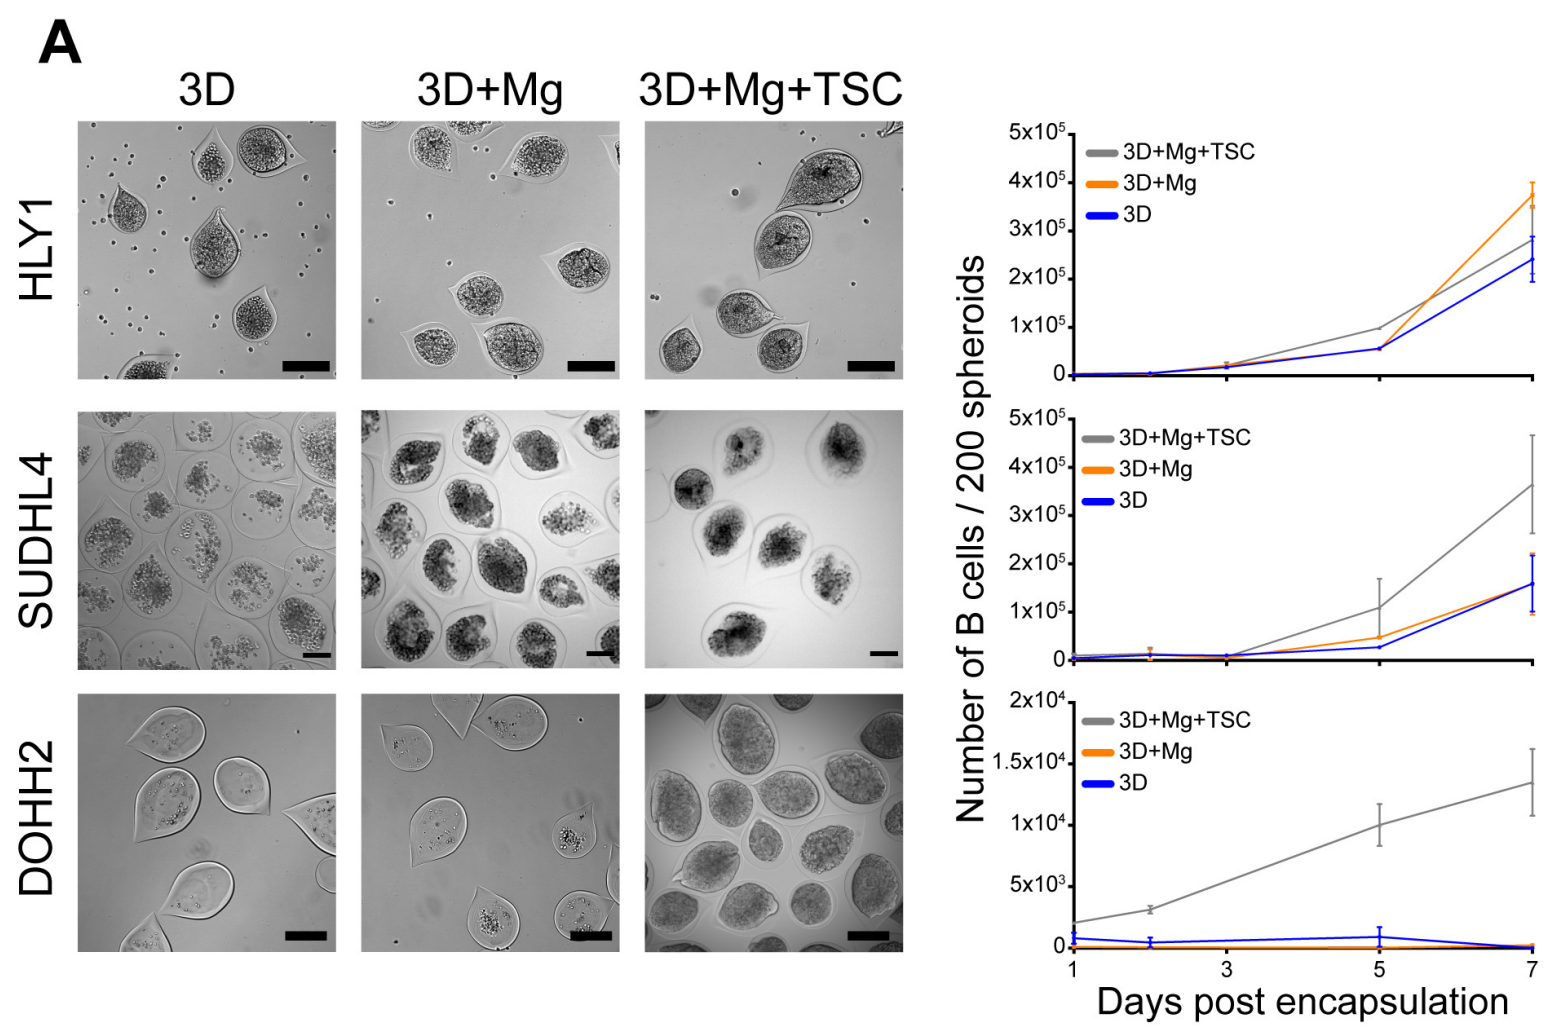 A
3D
3D+Mg
3D+Mg+TSC
HLY1
SUDHL4
DOHH2
Number of B cells / 200 spheroids
5x10⁵
4x10⁵
3x10⁵
2x10⁵
1x10⁵
0
3D+Mg+TSC
3D+Mg
3D
5x10⁵
4x10⁵
3x10⁵
2x10⁵
1x10⁵
0
3D+Mg+TSC
3D+Mg
3D
2x10⁴
1.5x10⁴
1x10⁴
5x10³
0
3D+Mg+TSC
3D+Mg
3D
1 3 5 7
Days post encapsulation